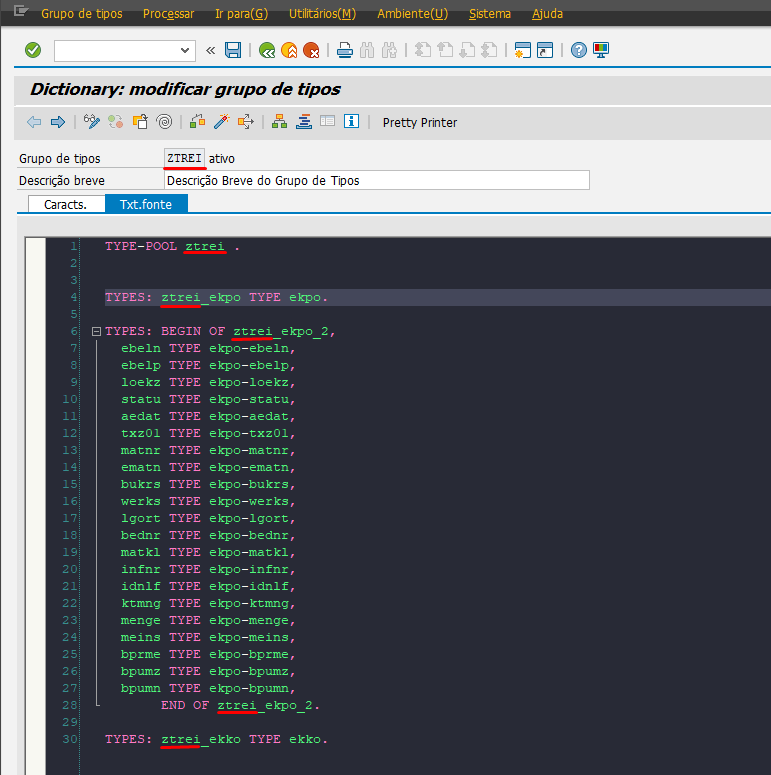 Grupo de tipos Procesar Ir para(G) Utilitários(M) Ambiente(U) Sistema Ajuda
Dictionary: modificar grupo de tipos
Pretty Printer
Grupo de tipos ZTREI ativo
Descrição breve Descrição Breve do Grupo de Tipos
Caracts. Txt.fonte
1 TYPE-POOL ztrei .
2
3
4 TYPES: ztrei_ekpo TYPE ekpo.
5
6 TYPES: BEGIN OF ztrei_ekpo_2,
7 ebeln TYPE ekpo-ebeln,
8 ebelp TYPE ekpo-ebelp,
9 loekz TYPE ekpo-loekz,
10 statu TYPE ekpo-statu,
11 aedat TYPE ekpo-aedat,
12 txz01 TYPE ekpo-txz01,
13 matnr TYPE ekpo-matnr,
14 ematn TYPE ekpo-ematn,
15 bukrs TYPE ekpo-bukrs,
16 werks TYPE ekpo-werks,
17 lgort TYPE ekpo-lgort,
18 bednr TYPE ekpo-bednr,
19 matkl TYPE ekpo-matkl,
20 infnr TYPE ekpo-infnr,
21 idnlf TYPE ekpo-idnlf,
22 ktmng TYPE ekpo-ktmng,
23 menge TYPE ekpo-menge,
24 meins TYPE ekpo-meins,
25 bprme TYPE ekpo-bprme,
26 bpumz TYPE ekpo-bpumz,
27 bpumn TYPE ekpo-bpumn,
28 END OF ztrei_ekpo_2.
29
30 TYPES: ztrei_ekko TYPE ekko.